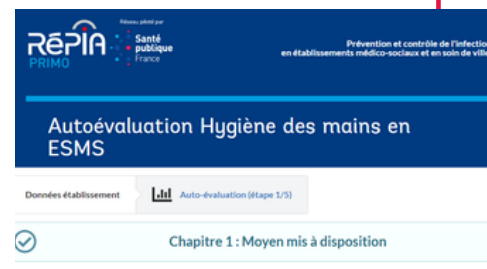 Réseau piloté par
RéPIA
PRIMO
Santé
publique
France
Prévention et contrôle de l'infection
en établissements médico-sociaux et en soin de ville
Autoévaluation Hygiène des mains en
ESMS
Données établissement
Auto-évaluation (étape 1/5)
Chapitre 1 : Moyen mis à disposition